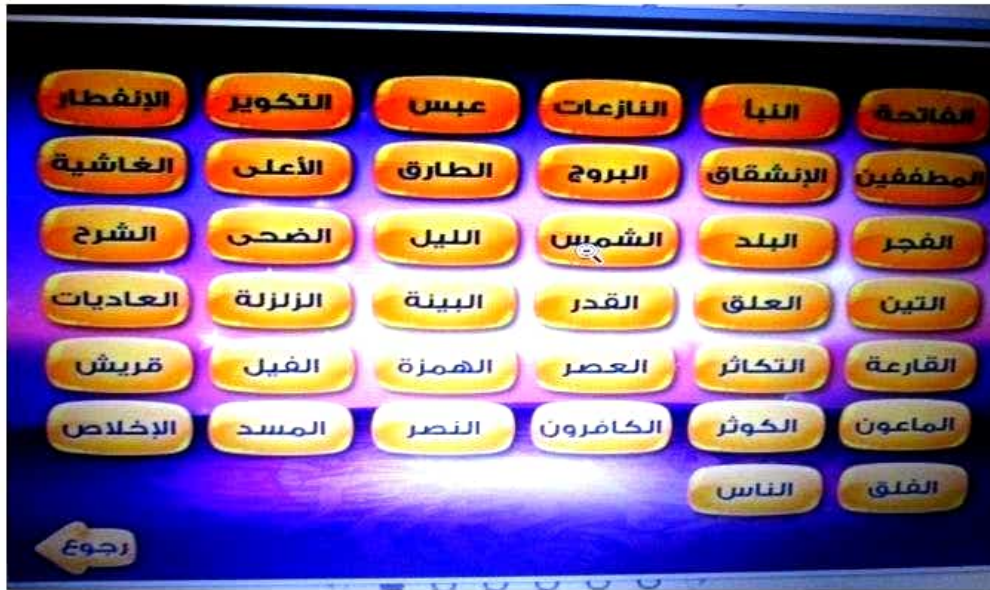 الفاتحة النبأ النازعات عبس التكوير الإنفطار
المطففين الإنشقاق البروج الطارق الأعلى الغاشية
الفجر البلد الشمس الليل الضحى الشرح
التين العلق القدر البينة الزلزلة العاديات
القارعة التكاثر العصر الهمزة الفيل قريش
الماعون الكوثر الكافرون النصر المسد الإخلاص
الفلق الناس
رجوع